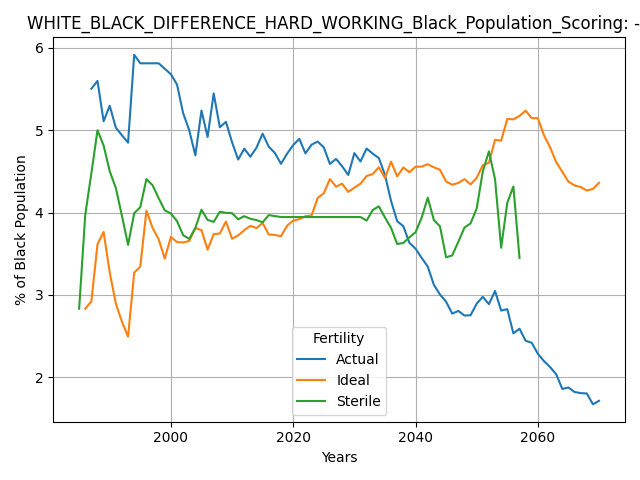 WHITE_BLACK_DIFFERENCE_HARD_WORKING_Black_Population_Scoring: -
% of Black Population
6
5
4
3
2
Fertility
Actual
Ideal
Sterile
2000
2020
2040
2060
Years